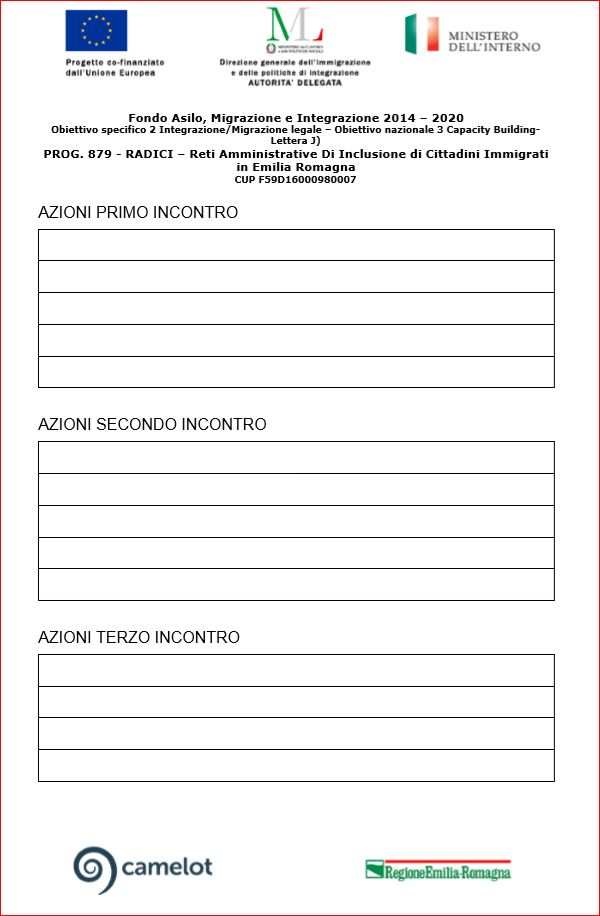 Progetto co-finanziato
dall'Unione Europea
ML
MINISTERO DEL LAVORO
e delle POLITICHE SOCIALI
Direzione generale dell'immigrazione
e delle politiche di integrazione
AUTORITA' DELEGATA
MINISTERO
DELL'INTERNO
Fondo Asilo, Migrazione e Integrazione 2014 – 2020
Obiettivo specifico 2 Integrazione/Migrazione legale – Obiettivo nazionale 3 Capacity Building-
Lettera J)
PROG. 879 - RADICI – Reti Amministrative Di Inclusione di Cittadini Immigrati
in Emilia Romagna
CUP F59D16000980007
AZIONI PRIMO INCONTRO
AZIONI SECONDO INCONTRO
AZIONI TERZO INCONTRO
camelot
RegioneEmilia-Romagna